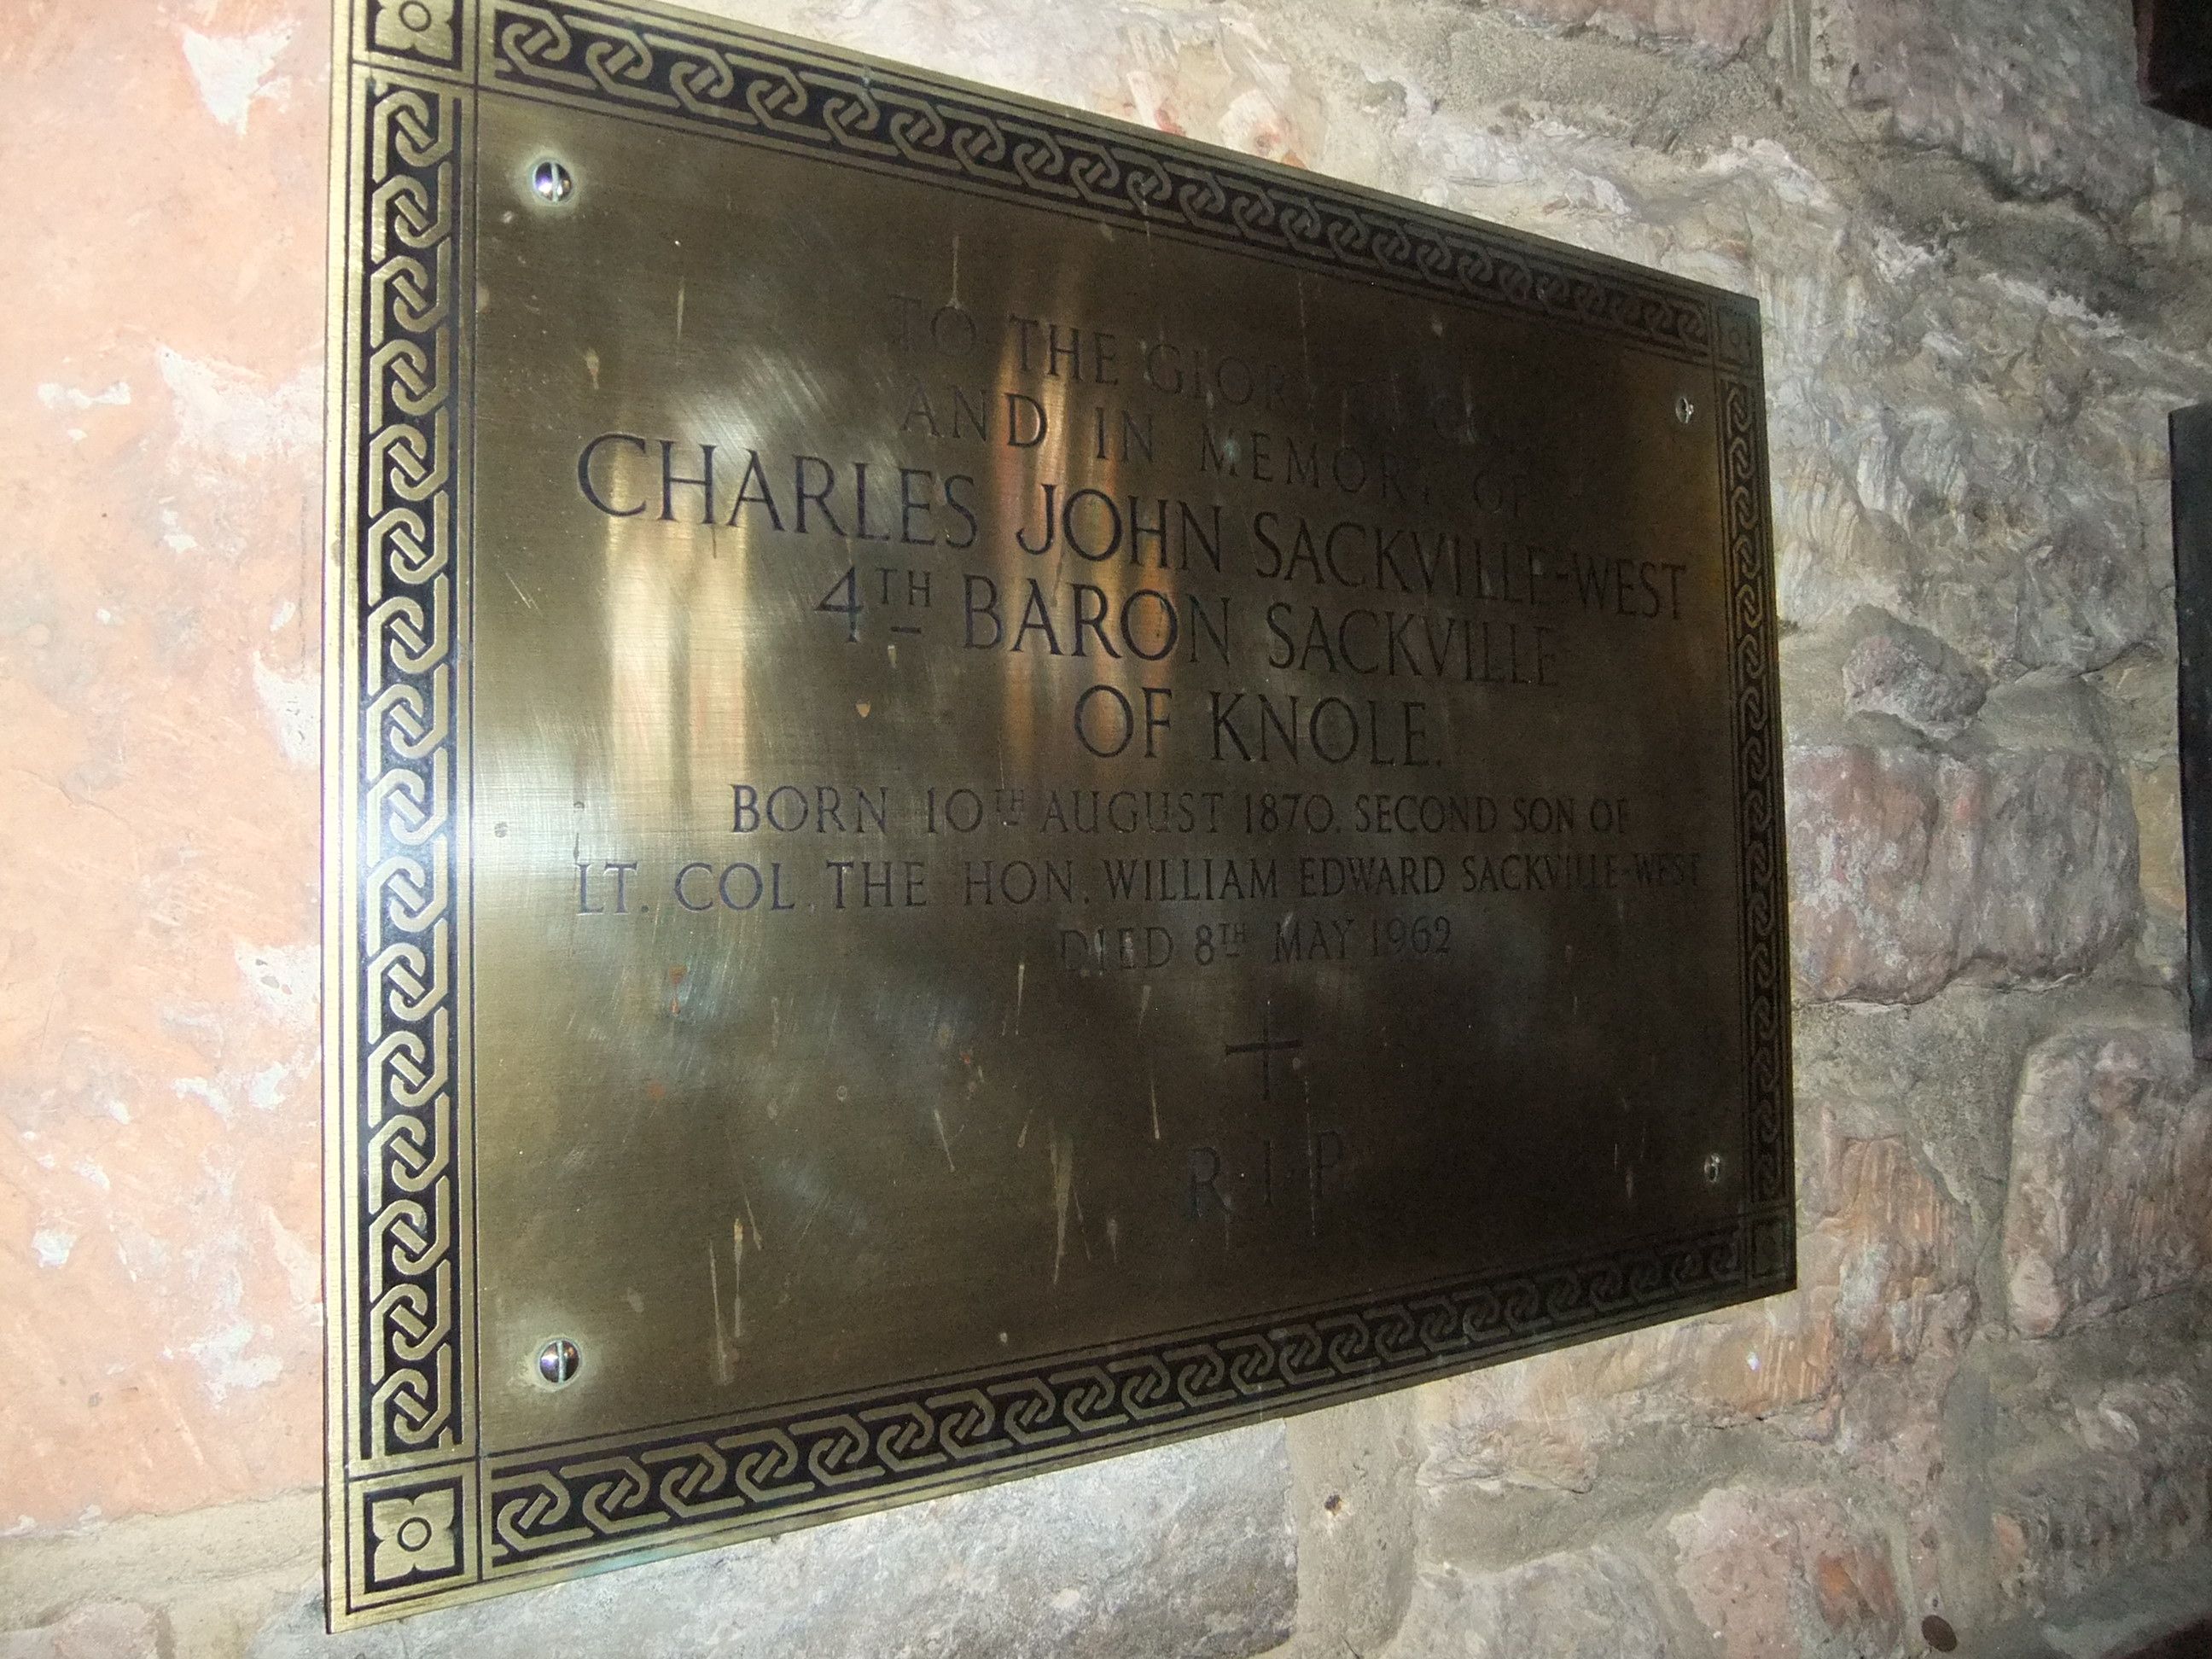 TO THE GLORY OF GOD
AND IN MEMORY OF
CHARLES JOHN SACKVILLE-WEST
4TH BARON SACKVILLE
OF KNOLE.
BORN 10TH AUGUST 1870. SECOND SON OF
LT. COL. THE HON. WILLIAM EDWARD SACKVILLE-WEST
DIED 8TH MAY 1962
R I P